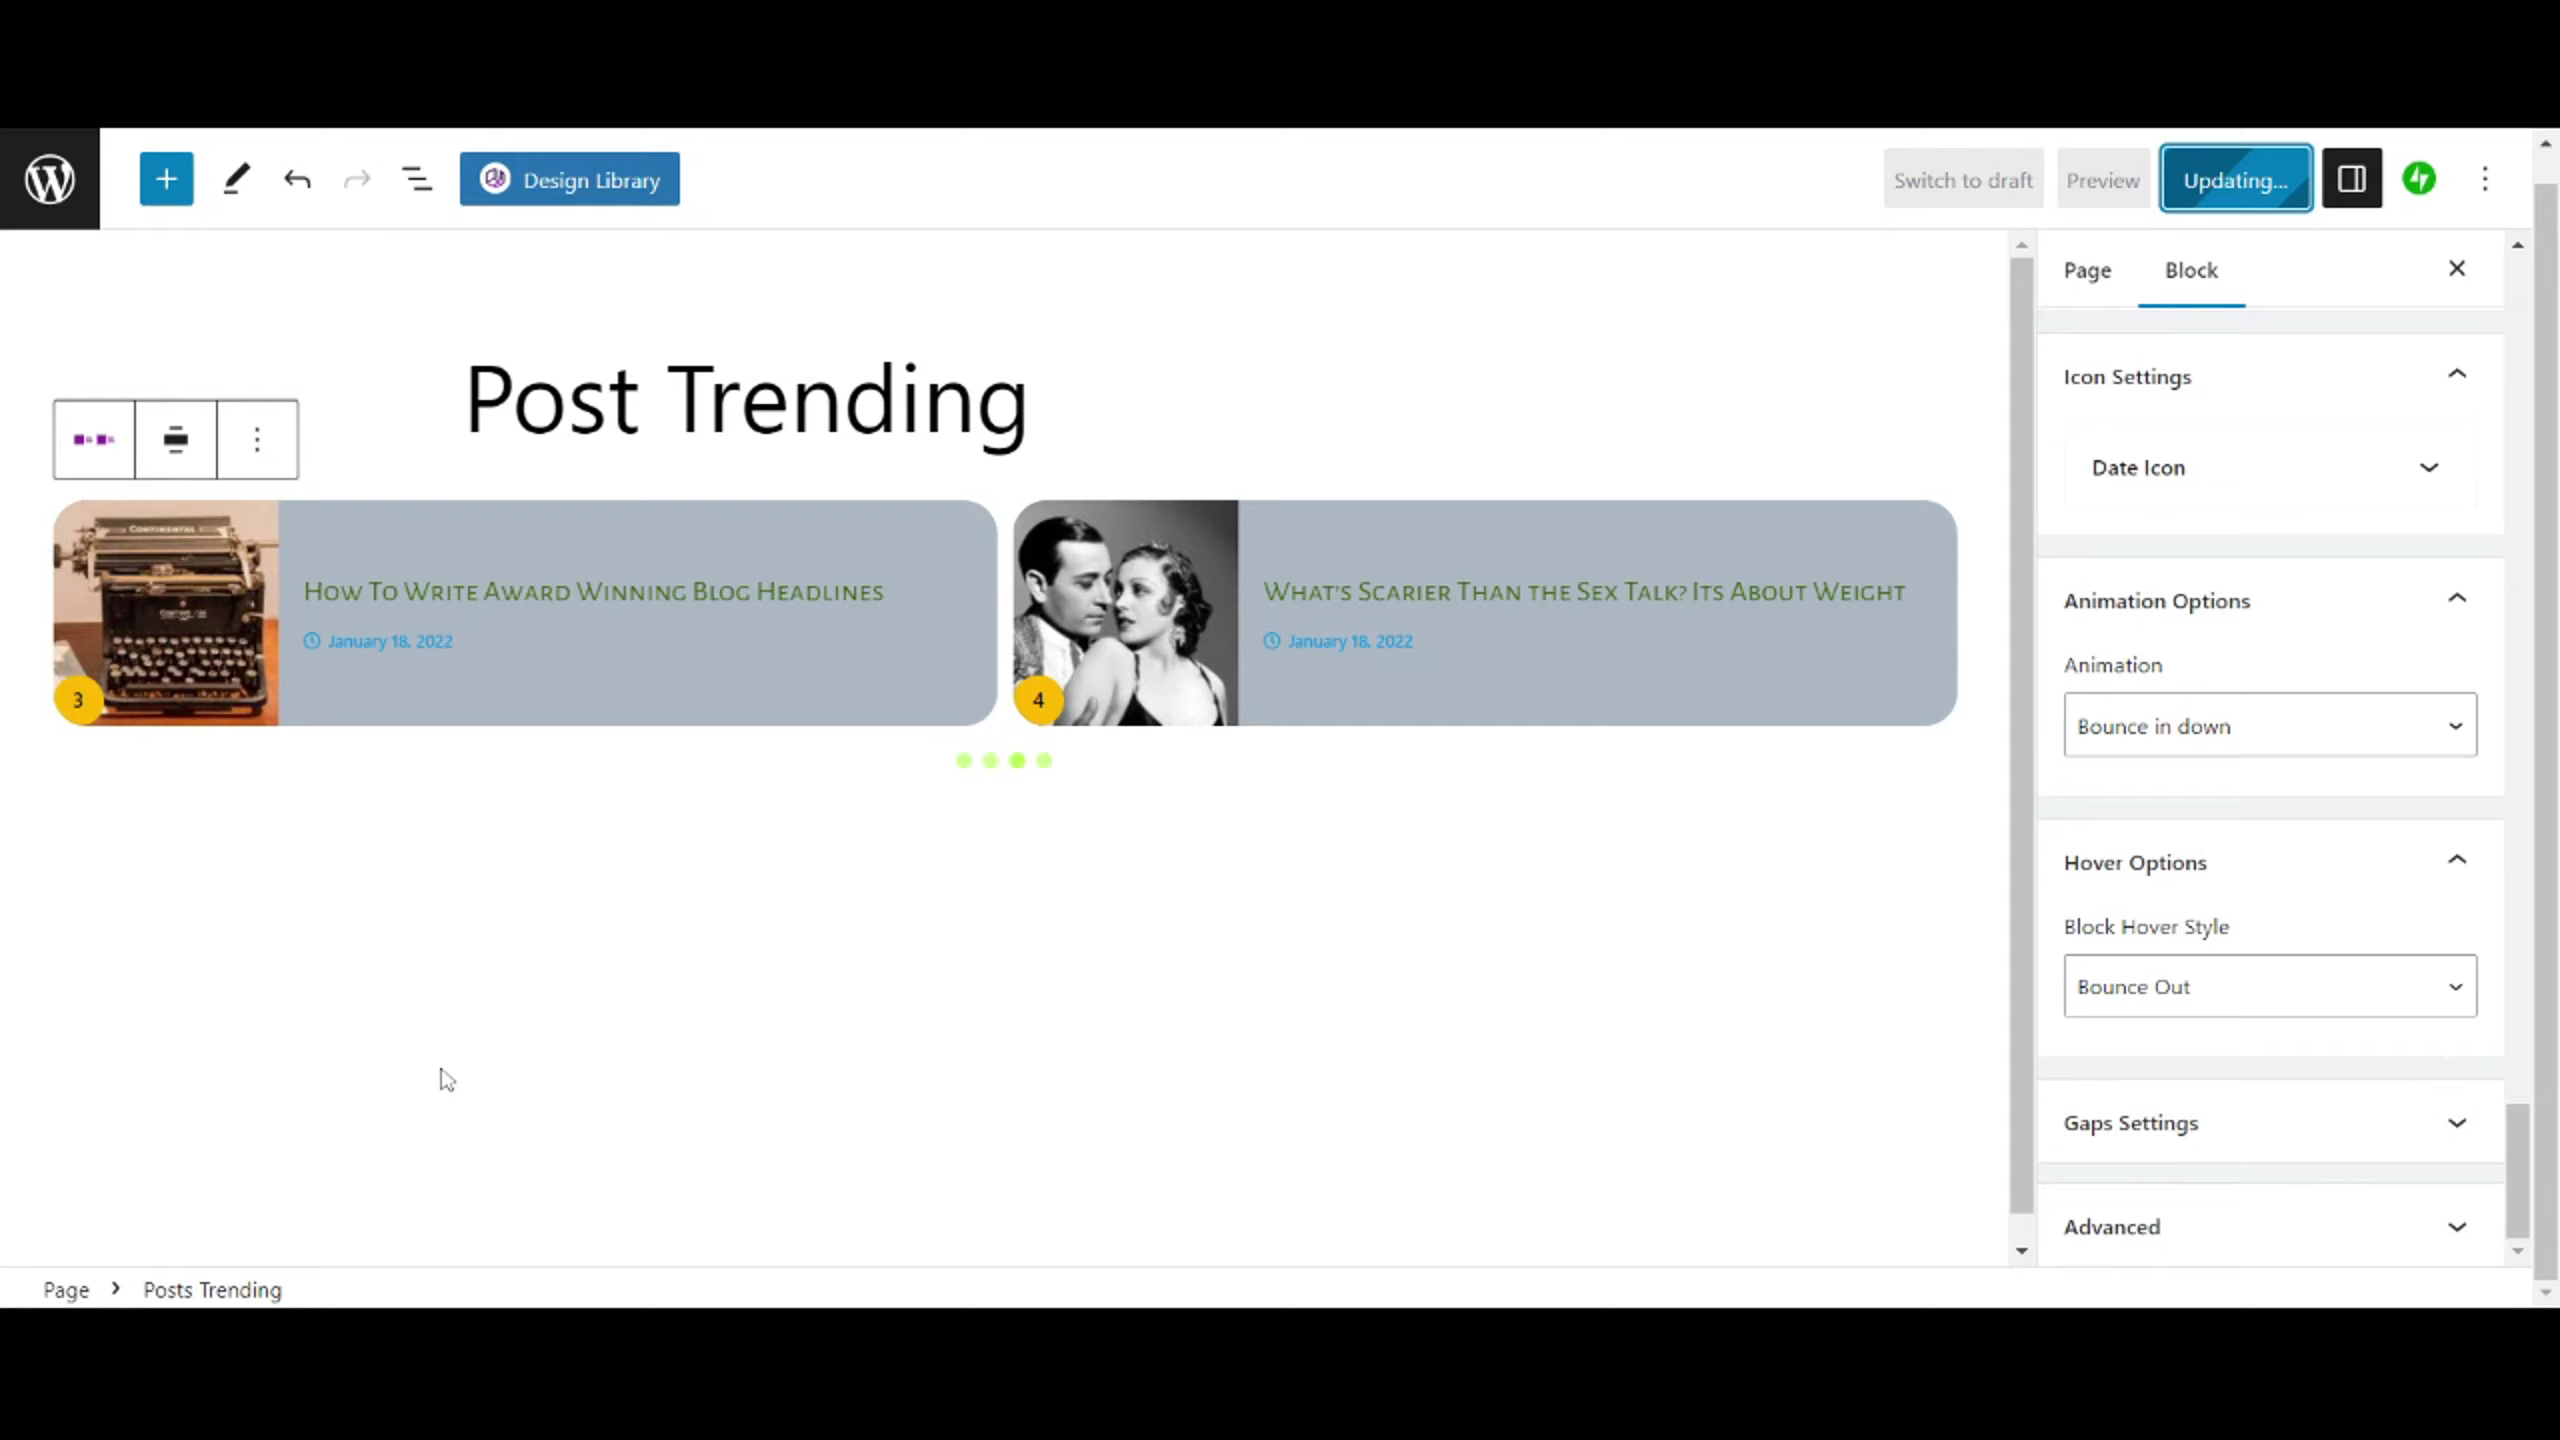 Design Library
Switch to draft
Preview
Updating...
Page
Block
Icon Settings
Date Icon
Post Trending
CONTINENTAL
How To Write Award Winning Blog Headlines
January 18, 2022
3
What's Scarier Than the Sex Talk? Its About Weight
January 18, 2022
4
Animation Options
Animation
Bounce in down
Hover Options
Block Hover Style
Bounce Out
Gaps Settings
Advanced
Page
Posts Trending